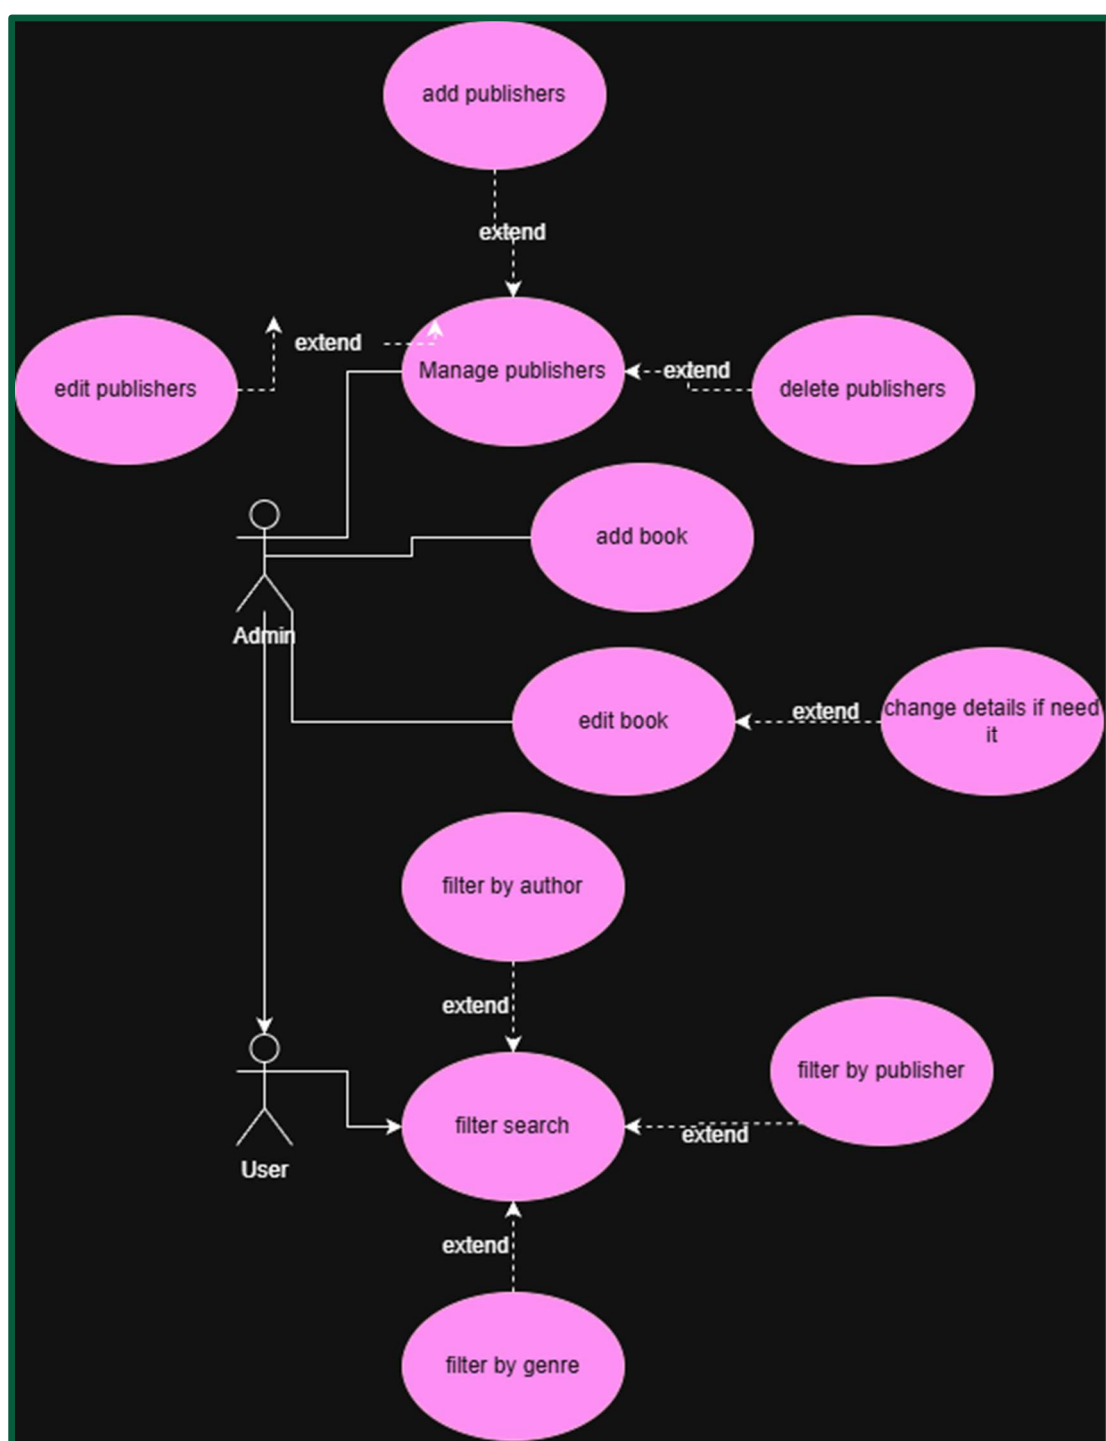 add publishers
extend
extend
edit publishers
Manage publishers
extend
delete publishers
add book
Admin
edit book
extend
change details if need
it
filter by author
extend
filter by publisher
filter search
extend
User
extend
filter by genre